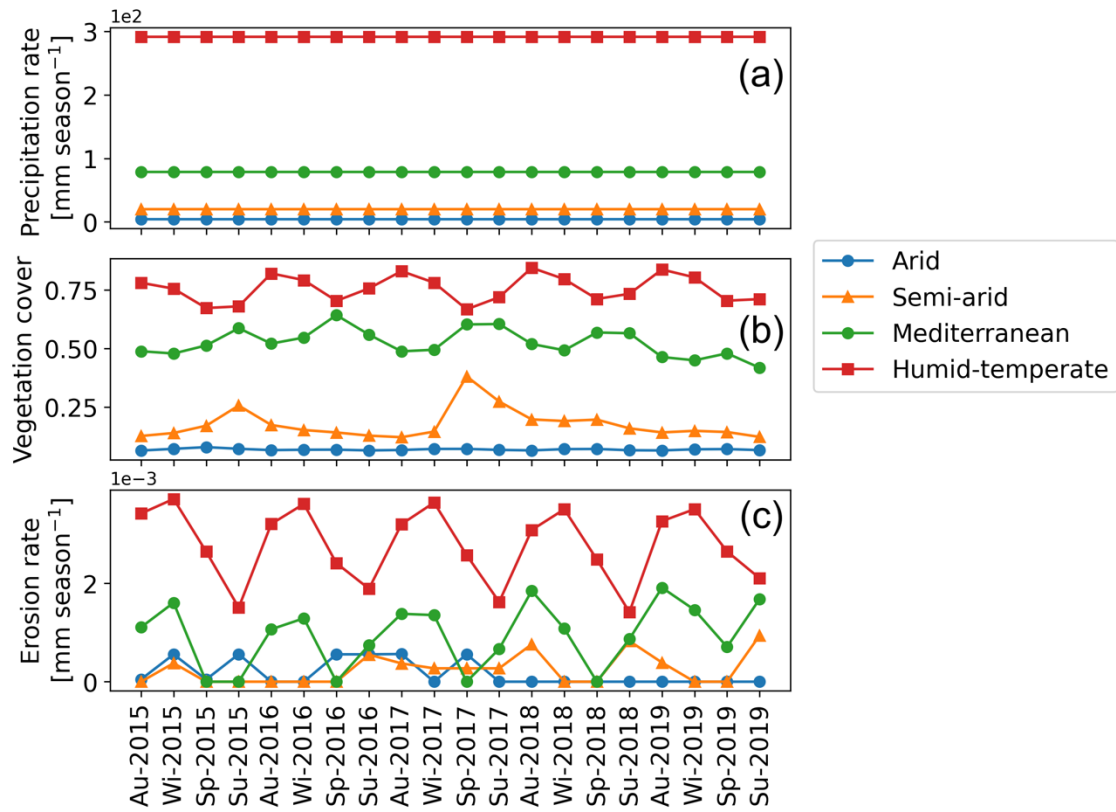 1e2
3
2
1
0
Precipitation rate
[mm season⁻¹]
(a)
0.75
0.50
0.25
Vegetation cover
(b)
Arid
Semi-arid
Mediterranean
Humid-temperate
1e-3
2
0
Erosion rate
[mm season⁻¹]
(c)
Au-2015
Wi-2015
Sp-2015
Su-2015
Au-2016
Wi-2016
Sp-2016
Su-2016
Au-2017
Wi-2017
Sp-2017
Su-2017
Au-2018
Wi-2018
Sp-2018
Su-2018
Au-2019
Wi-2019
Sp-2019
Su-2019